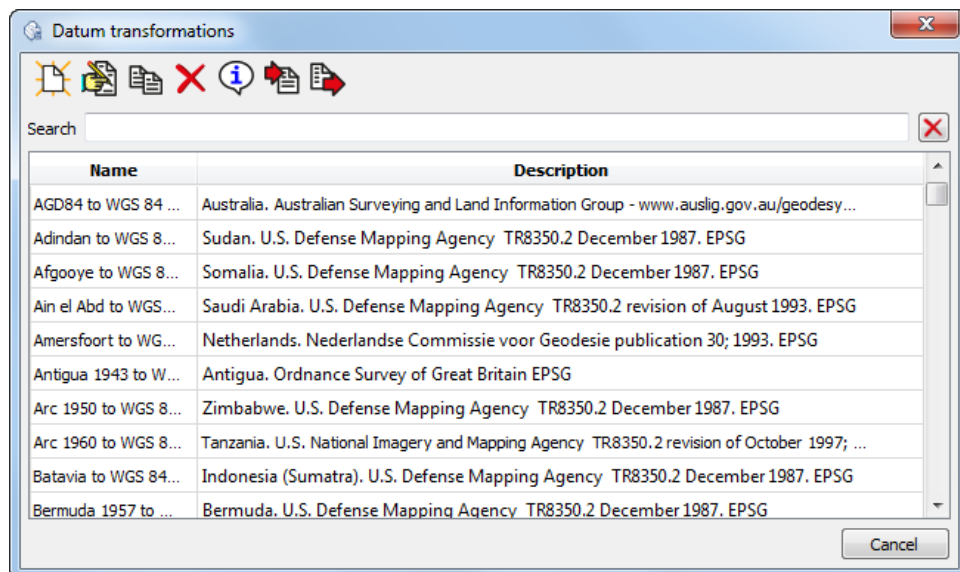 Datum transformations
Search
Name Description
AGD84 to WGS 84 ... Australia. Australian Surveying and Land Information Group - www.auslig.gov.au/geodesy...
Adindan to WGS 8... Sudan. U.S. Defense Mapping Agency TR8350.2 December 1987. EPSG
Afgooye to WGS 8... Somalia. U.S. Defense Mapping Agency TR8350.2 December 1987. EPSG
Ain el Abd to WGS... Saudi Arabia. U.S. Defense Mapping Agency TR8350.2 revision of August 1993. EPSG
Amersfoort to WG... Netherlands. Nederlandse Commissie voor Geodesie publication 30; 1993. EPSG
Antigua 1943 to W... Antigua. Ordnance Survey of Great Britain EPSG
Arc 1950 to WGS 8... Zimbabwe. U.S. Defense Mapping Agency TR8350.2 December 1987. EPSG
Arc 1960 to WGS 8... Tanzania. U.S. National Imagery and Mapping Agency TR8350.2 revision of October 1997; ...
Batavia to WGS 84... Indonesia (Sumatra). U.S. Defense Mapping Agency TR8350.2 December 1987. EPSG
Bermuda 1957 to ... Bermuda. U.S. Defense Mapping Agency TR8350.2 December 1987. EPSG
Cancel